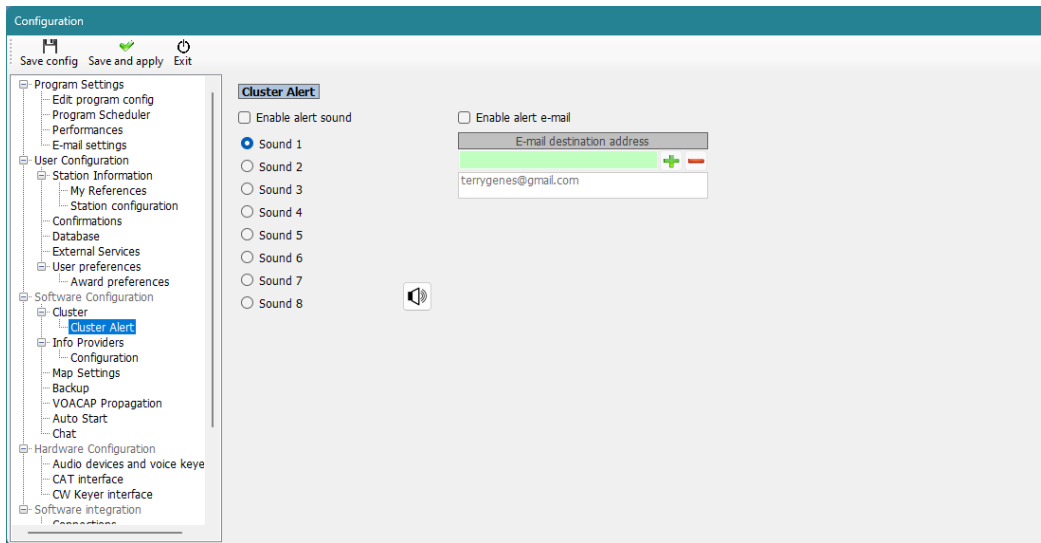 Configuration
Save config Save and apply Exit
Program Settings
Edit program config
Program Scheduler
Performances
E-mail settings
User Configuration
Station Information
My References
Station configuration
Confirmations
Database
External Services
User preferences
Award preferences
Software Configuration
Cluster
Cluster Alert
Info Providers
Configuration
Map Settings
Backup
VOACAP Propagation
Auto Start
Chat
Hardware Configuration
Audio devices and voice keye
CAT interface
CW Keyer interface
Software integration
Connections
Cluster Alert
Enable alert sound
Sound 1
Sound 2
Sound 3
Sound 4
Sound 5
Sound 6
Sound 7
Sound 8
Enable alert e-mail
E-mail destination address
terrygenes@gmail.com